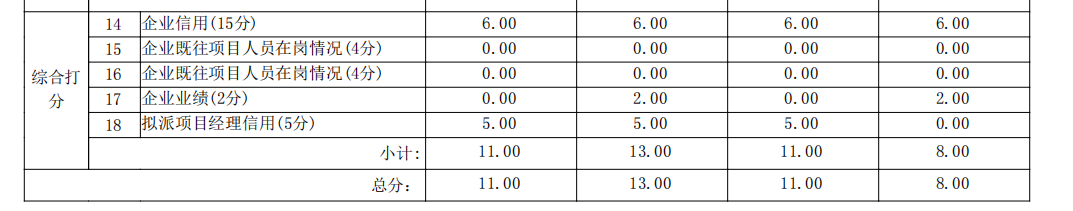 14 企业信用(15分) 6.00 6.00 6.00 6.00
15 企业既往项目人员在岗情况(4分) 0.00 0.00 0.00 0.00
综合打分 16 企业既往项目人员在岗情况(4分) 0.00 0.00 0.00 0.00
17 企业业绩(2分) 0.00 2.00 0.00 2.00
18 拟派项目经理信用(5分) 5.00 5.00 5.00 0.00
小计: 11.00 13.00 11.00 8.00
总分: 11.00 13.00 11.00 8.00